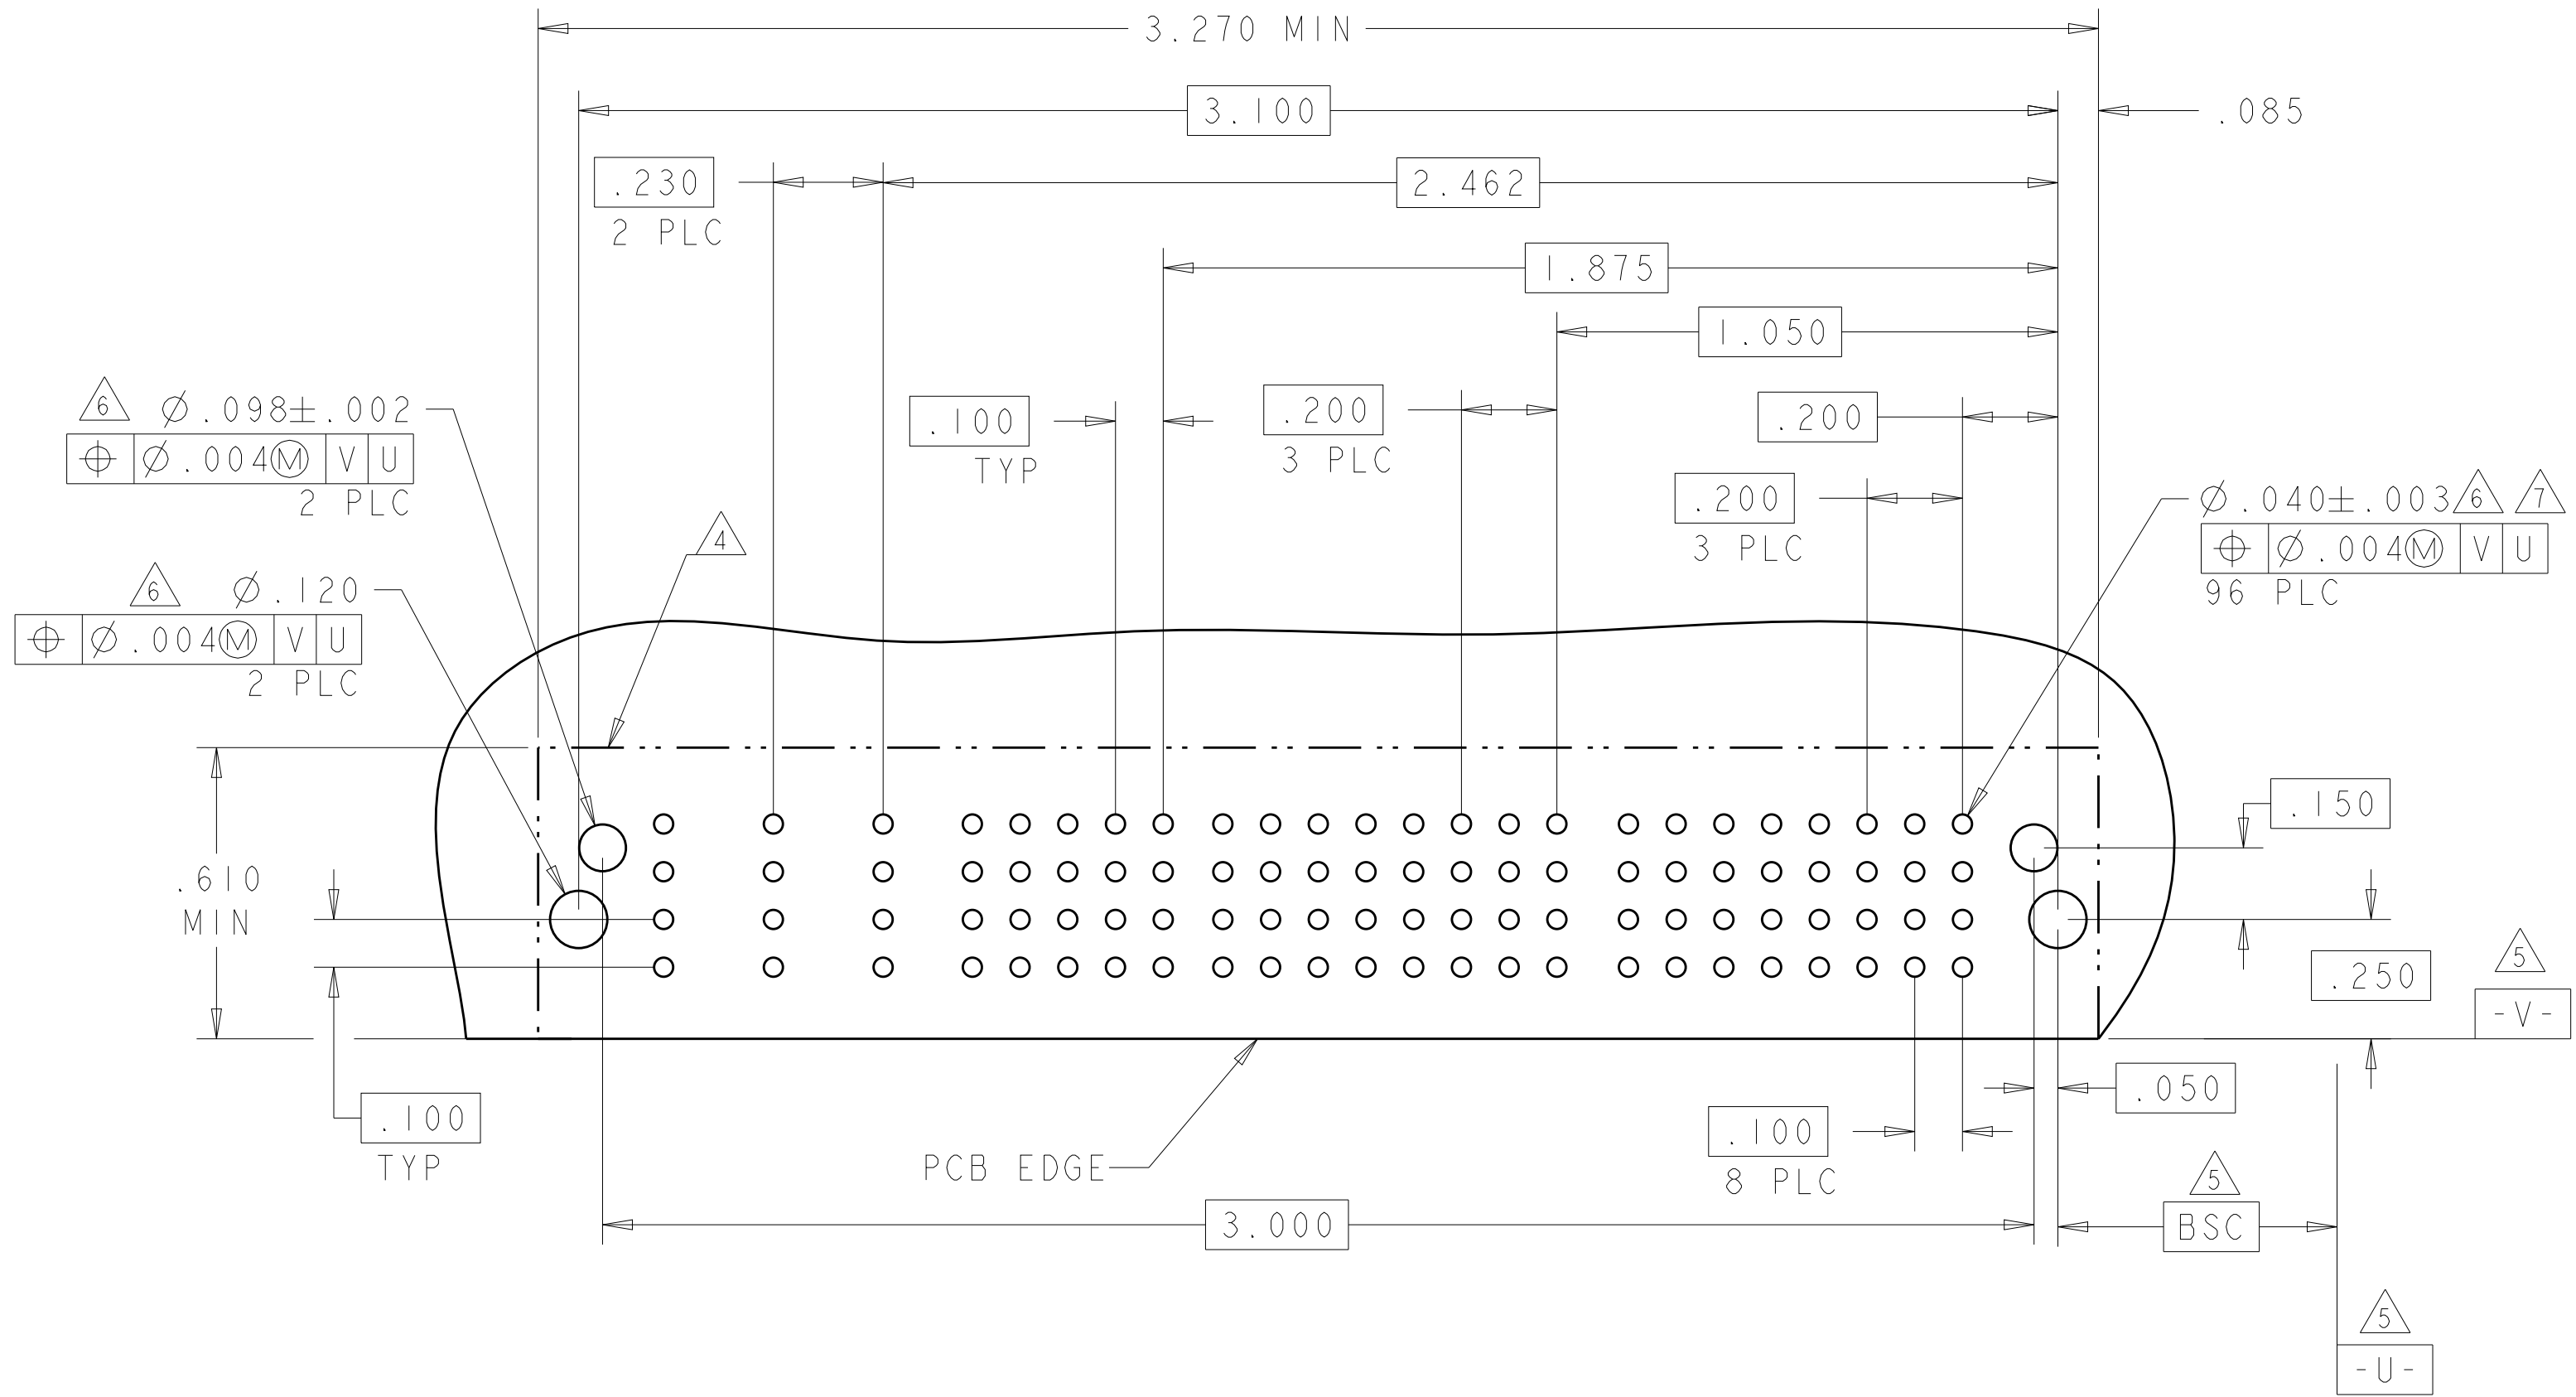 3.270 MIN
3.100
.085
.230
2 PLC
2.462
1.875
1.050
6 Ø.098±.002
⌖ Ø.004Ⓜ V U
2 PLC
.100
TYP
.200
3 PLC
.200
.200
3 PLC
Ø.040±.003 6 7
⌖ Ø.004Ⓜ V U
96 PLC
4
6 Ø.120
⌖ Ø.004Ⓜ V U
2 PLC
.150
.610
MIN
.250
5
-V-
.050
.100
TYP
.100
8 PLC
PCB EDGE
5
3.000
BSC
5
-U-